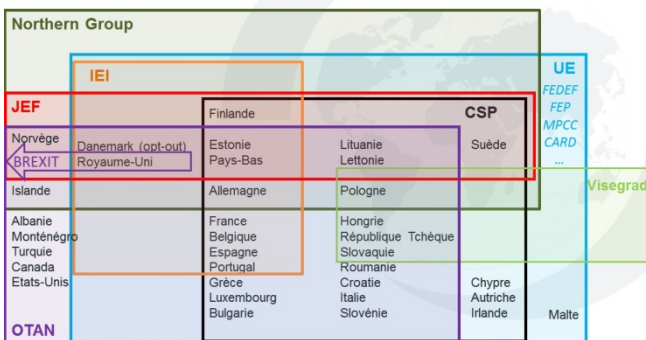 Northern Group
IEI
UE
FEDEF
FEP
MPCC
CARD
...
JEF
Finlande
CSP
Norvège
Danemark (opt-out)
Estonie
Lituanie
Suède
BREXIT
Royaume-Uni
Pays-Bas
Lettonie
Islande
Allemagne
Pologne
Visegrad
Albanie
France
Hongrie
Monténégro
Belgique
République Tchèque
Turquie
Espagne
Slovaquie
Canada
Portugal
Roumanie
Etats-Unis
Grèce
Croatie
Chypre
Luxembourg
Italie
Autriche
Bulgarie
Slovénie
Irlande
Malte
OTAN